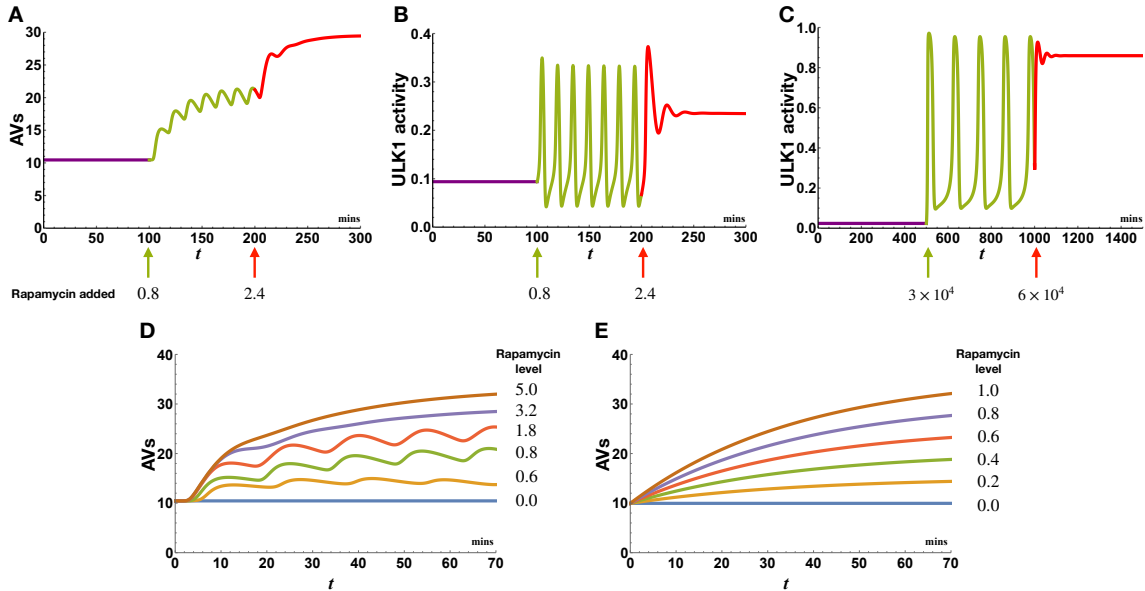 A
AVs
30
25
20
15
10
5
0
mins
0 50 100 150 200 250 300
t
B
ULK1 activity
0.4
0.3
0.2
0.1
0.0
mins
0 50 100 150 200 250 300
t
C
ULK1 activity
1.0
0.8
0.6
0.4
0.2
0.0
mins
0 200 400 600 800 1000 1200 1400
t
Rapamycin added 0.8 2.4
0.8 2.4
3 × 10⁴ 6 × 10⁴
D
AVs
40
30
20
10
0
mins
0 10 20 30 40 50 60 70
t
Rapamycin
level
5.0
3.2
1.8
0.8
0.6
0.0
E
AVs
40
30
20
10
0
mins
0 10 20 30 40 50 60 70
t
Rapamycin
level
1.0
0.8
0.6
0.4
0.2
0.0